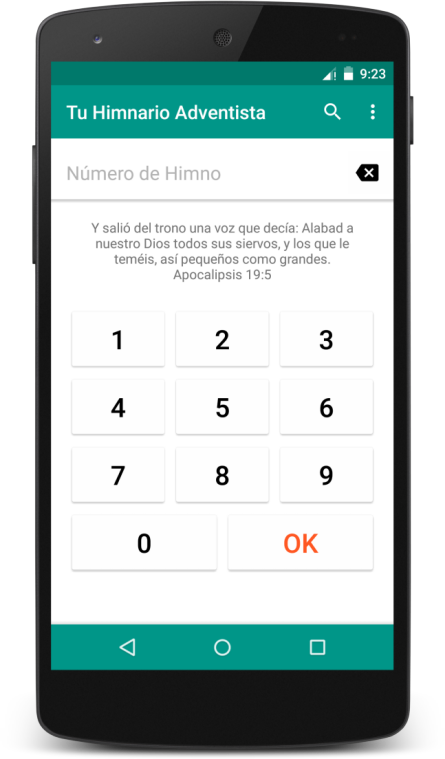 9:23
Tu Himnario Adventista
Número de Himno
Y salió del trono una voz que decía: Alabad a
nuestro Dios todos sus siervos, y los que le
teméis, así pequeños como grandes.
Apocalipsis 19:5
1 2 3
4 5 6
7 8 9
0 OK